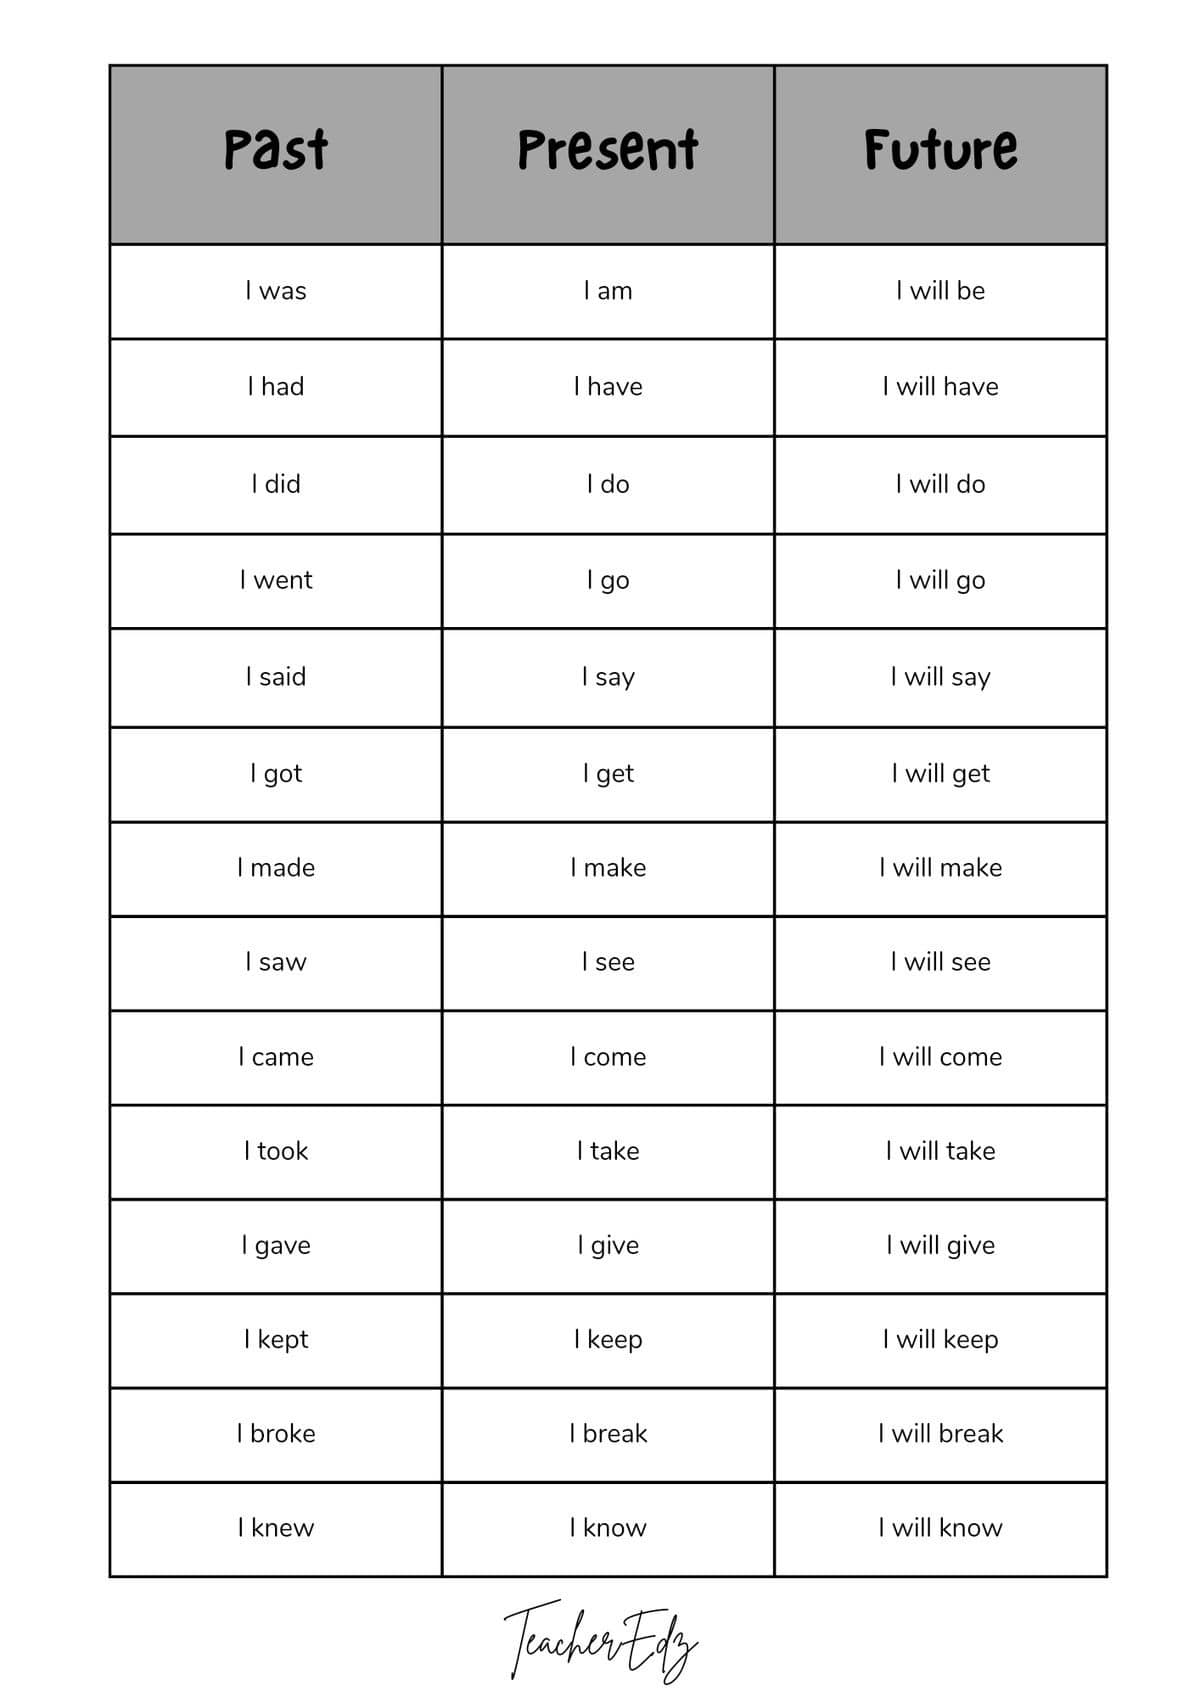 Past Present Future
I was I am I will be
I had I have I will have
I did I do I will do
I went I go I will go
I said I say I will say
I got I get I will get
I made I make I will make
I saw I see I will see
I came I come I will come
I took I take I will take
I gave I give I will give
I kept I keep I will keep
I broke I break I will break
I knew I know I will know
TeacherEdz